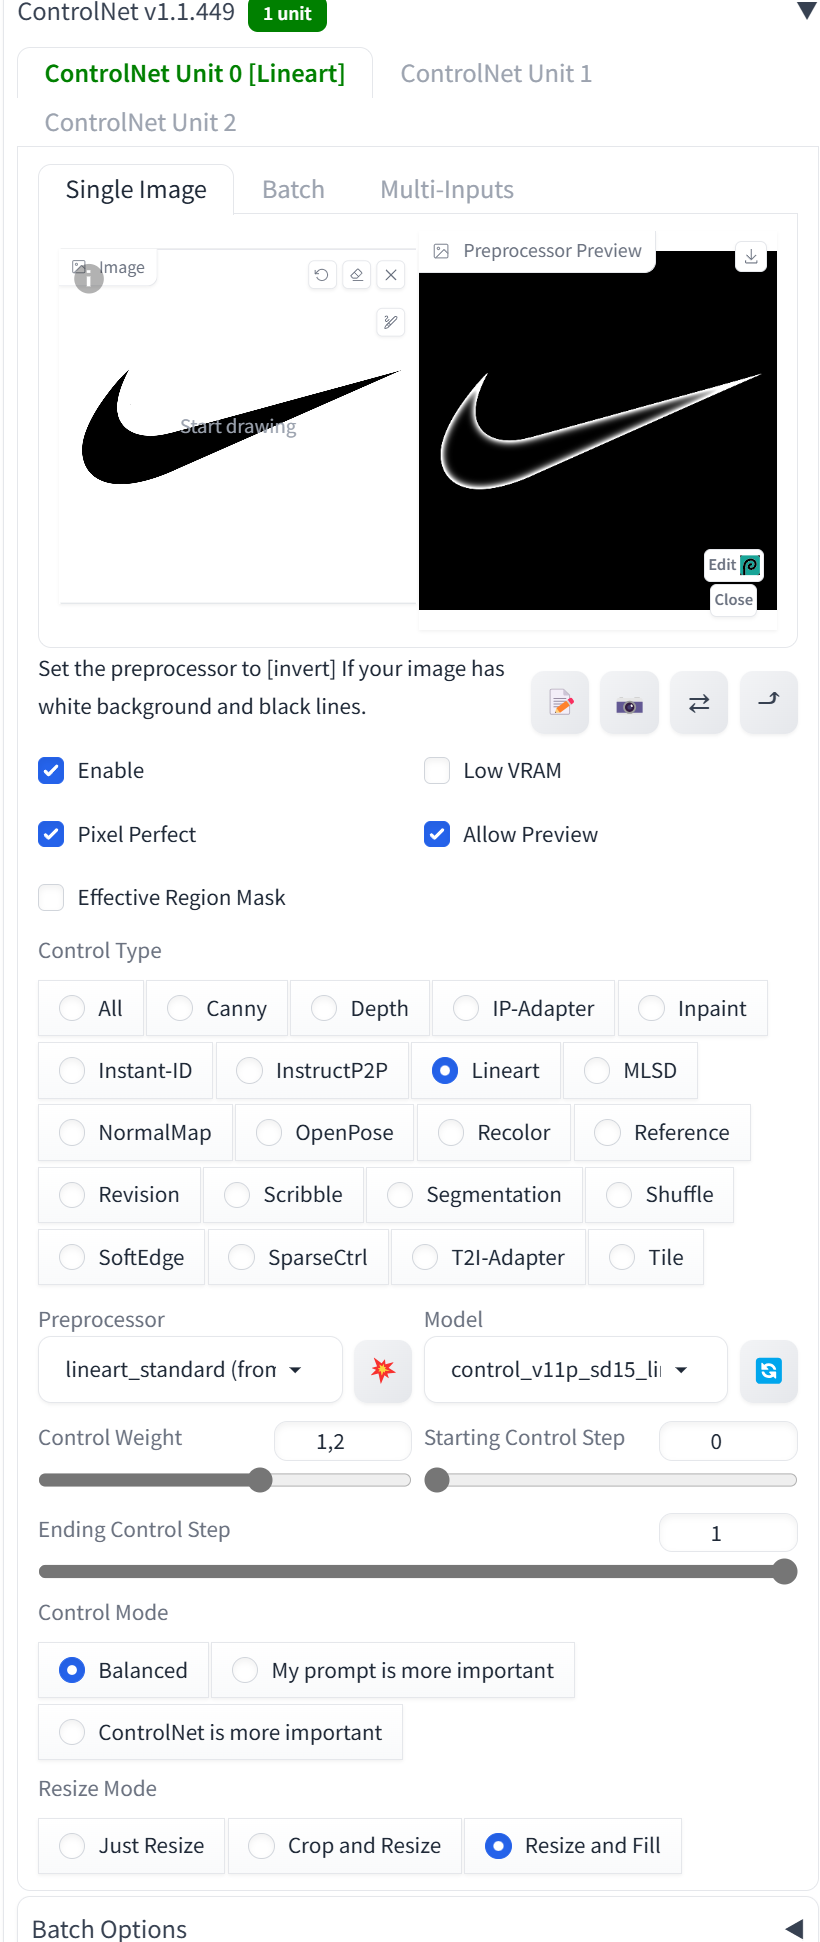 ControlNet v1.1.449 1 unit
ControlNet Unit 0 [Lineart] ControlNet Unit 1
ControlNet Unit 2
Single Image Batch Multi-Inputs
Image
Preprocessor Preview
Start drawing
Edit
Close
Set the preprocessor to [invert] If your image has
white background and black lines.
Enable Low VRAM
Pixel Perfect Allow Preview
Effective Region Mask
Control Type
All Canny Depth IP-Adapter Inpaint
Instant-ID InstructP2P Lineart MLSD
NormalMap OpenPose Recolor Reference
Revision Scribble Segmentation Shuffle
SoftEdge SparseCtrl T2I-Adapter Tile
Preprocessor Model
lineart_standard (from control_v11p_sd15_li
Control Weight 1,2 Starting Control Step 0
Ending Control Step 1
Control Mode
Balanced My prompt is more important
ControlNet is more important
Resize Mode
Just Resize Crop and Resize Resize and Fill
Batch Options